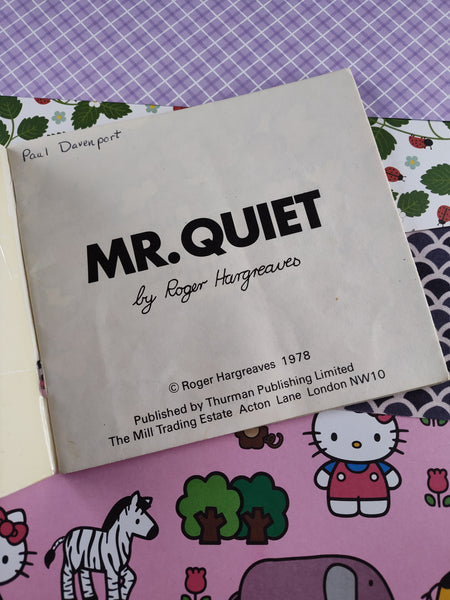 Paul Davenport
MR. QUIET
by Roger Hargreaves
© Roger Hargreaves 1978
Published by Thurman Publishing Limited
The Mill Trading Estate Acton Lane London NW10